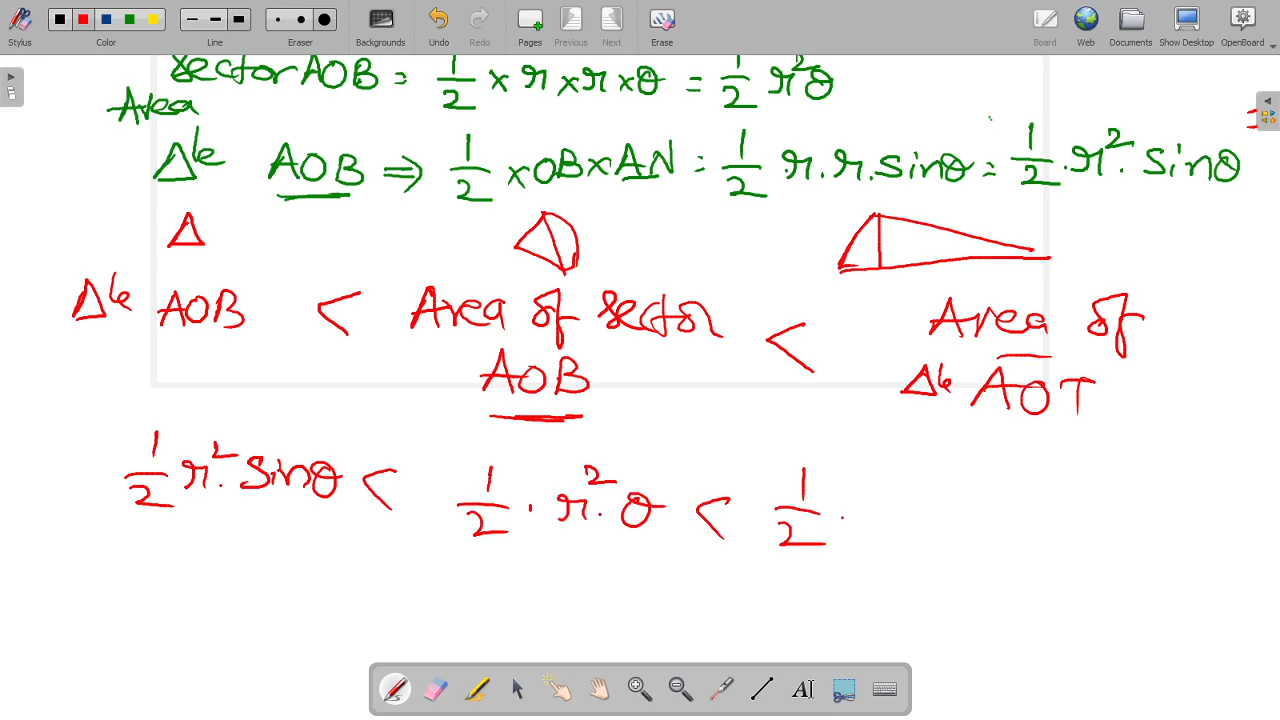 Stylus Color Line Eraser Backgrounds Undo Redo Pages Previous Next Erase Board Web Documents Show Desktop OpenBoard
Sector AOB = 1/2 × r × r × θ = 1/2 r²θ
Area
Δle AOB ⇒ 1/2 × OB × AN = 1/2 r.r.sinθ = 1/2 . r². sinθ
Δle AOB < Area of sector < Area of
AOB Δle AOT
1/2 r². sinθ < 1/2 . r². θ < 1/2 .